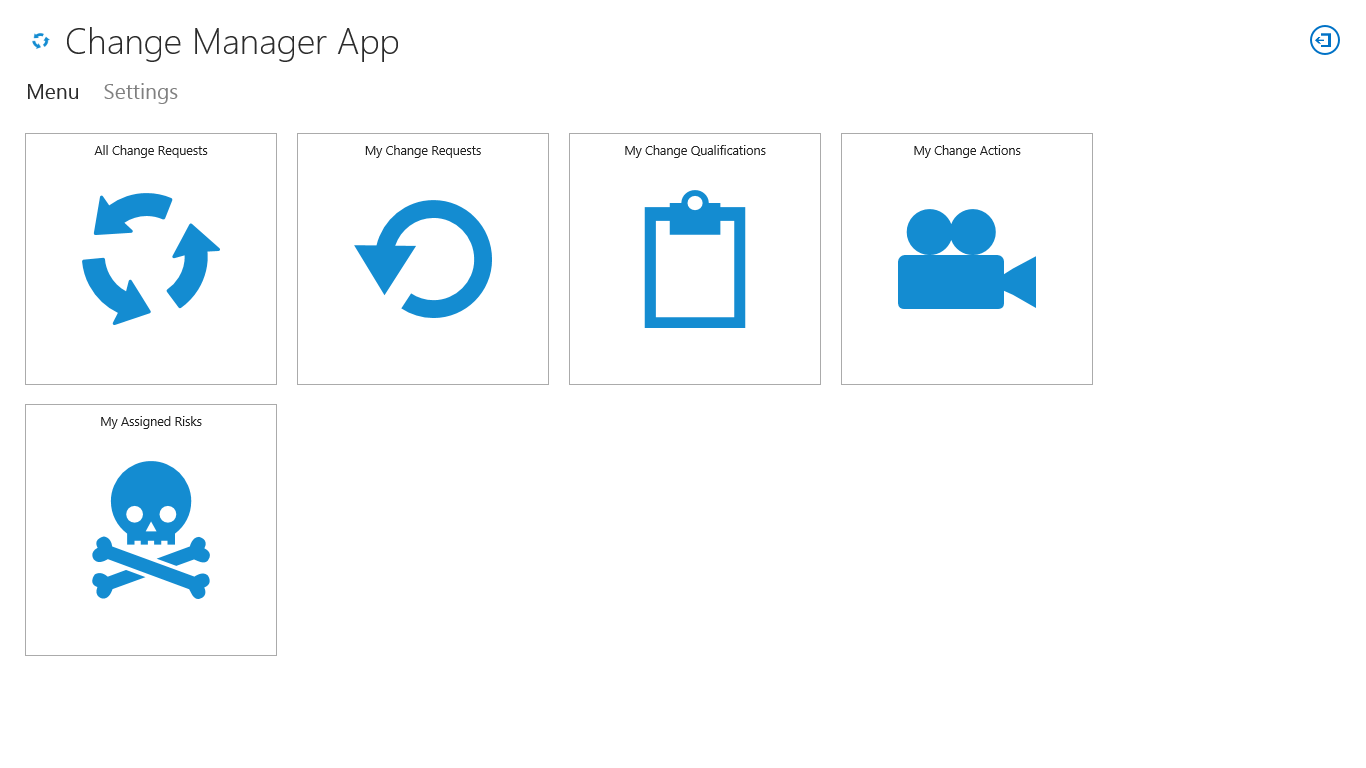 Change Manager App
Menu Settings
All Change Requests
My Change Requests
My Change Qualifications
My Change Actions
My Assigned Risks